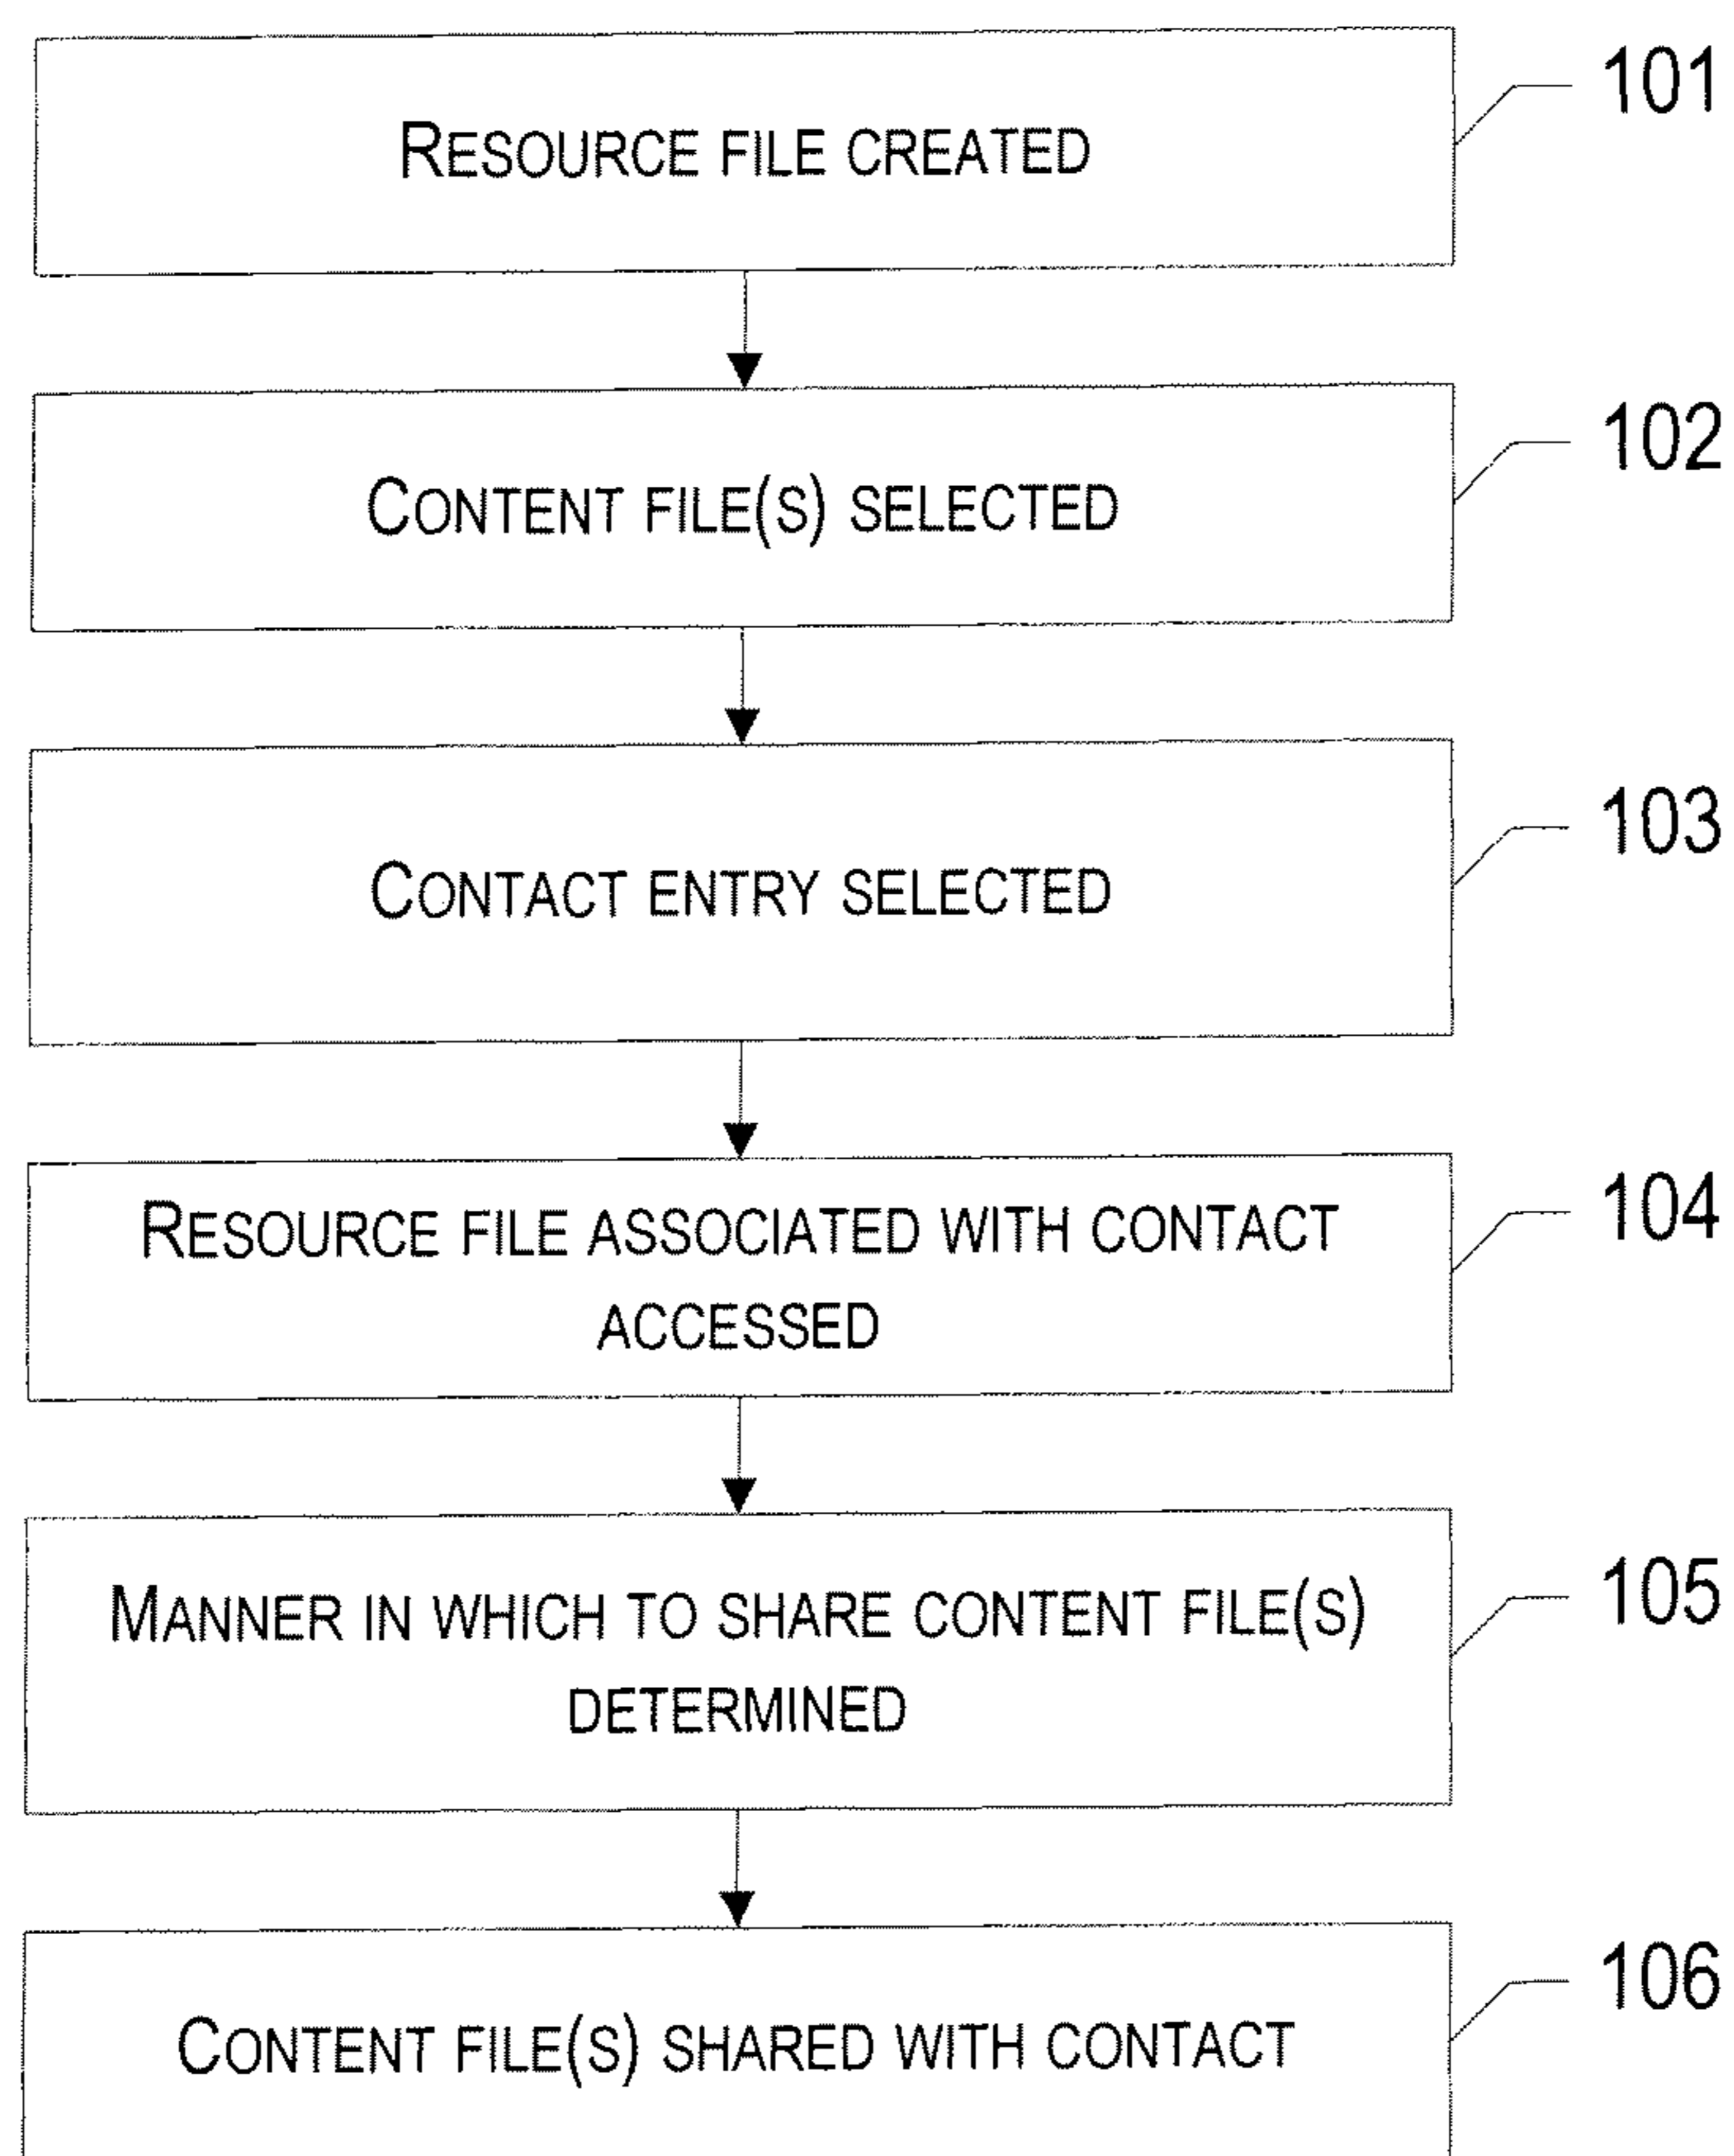 RESOURCE FILE CREATED
101
CONTENT FILE(S) SELECTED
102
CONTACT ENTRY SELECTED
103
RESOURCE FILE ASSOCIATED WITH CONTACT
ACCESSED
104
MANNER IN WHICH TO SHARE CONTENT FILE(S)
DETERMINED
105
CONTENT FILE(S) SHARED WITH CONTACT
106